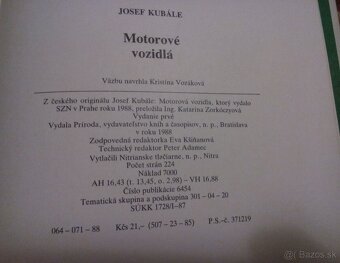 JOSEF KUBÁLE
Motorové
vozidlá
Väzbu navrhla Kristína Vozáková
Z českého originálu Josef Kubále: Motorová vozidla, ktorý vydalo
SZN v Prahe roku 1988, preložila Ing. Katarína Zorkóczyová
Vydanie prvé
Vydala Príroda, vydavateľstvo kníh a časopisov, n. p., Bratislava
v roku 1988
Zodpovedná redaktorka Eva Kišňanová
Technický redaktor Peter Adamec
Vytlačili Nitrianske tlačiarne, n. p., Nitra
Počet strán 224
Náklad 7000
AH 16,43 (t. 13,45, o. 2,98) – VH 16,88
Číslo publikácie 6454
Tematická skupina a podskupina 301-04-20
SÚKK 1728/I-87
064-071-88 Kčs 21,- (507-23-85) P.S.-č. 371219
Bazos.sk